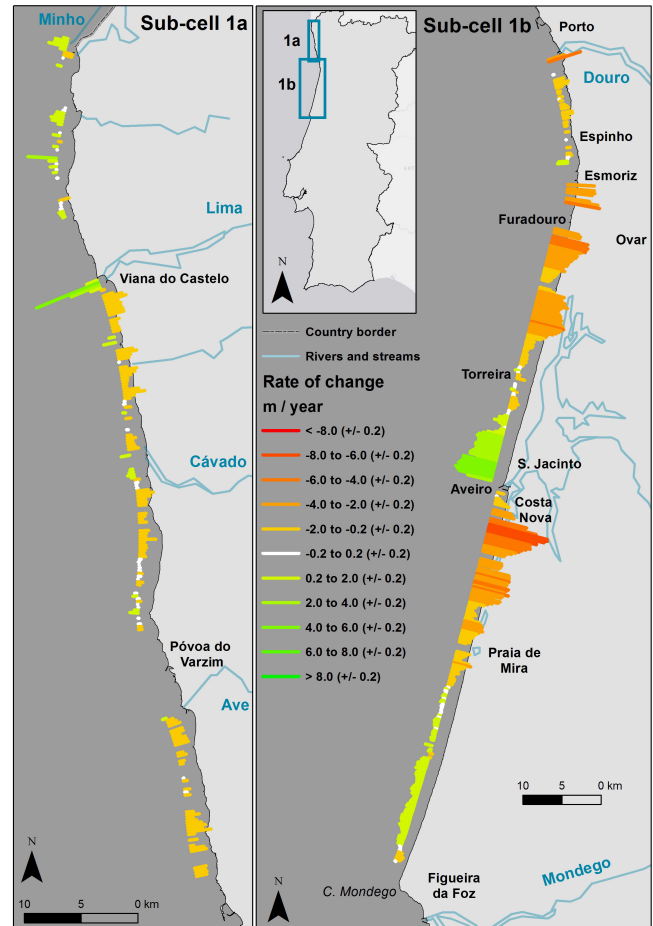 Minho
Sub-cell 1a
Lima
Viana do Castelo
Cávado
Póvoa do
Varzim
Ave
N
10 5 0 km
1a
1b
N
Country border
Rivers and streams
Rate of change
m / year
< -8.0 (+/- 0.2)
-8.0 to -6.0 (+/- 0.2)
-6.0 to -4.0 (+/- 0.2)
-4.0 to -2.0 (+/- 0.2)
-2.0 to -0.2 (+/- 0.2)
-0.2 to 0.2 (+/- 0.2)
0.2 to 2.0 (+/- 0.2)
2.0 to 4.0 (+/- 0.2)
4.0 to 6.0 (+/- 0.2)
6.0 to 8.0 (+/- 0.2)
> 8.0 (+/- 0.2)
Sub-cell 1b
Porto
Douro
Espinho
Esmoriz
Furadouro
Ovar
Torreira
S. Jacinto
Aveiro
Costa
Nova
Praia de
Mira
10 5 0 km
Mondego
Figueira
da Foz
C. Mondego
N